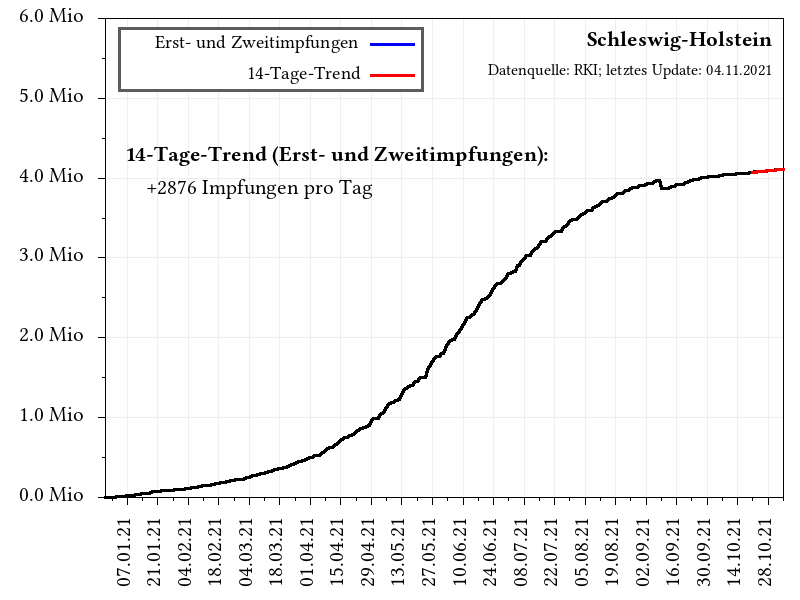 6.0 Mio
5.0 Mio
4.0 Mio
3.0 Mio
2.0 Mio
1.0 Mio
0.0 Mio
Erst- und Zweitimpfungen
14-Tage-Trend
Schleswig-Holstein
Datenquelle: RKI; letztes Update: 04.11.2021
14-Tage-Trend (Erst- und Zweitimpfungen):
+2876 Impfungen pro Tag
07.01.21
21.01.21
04.02.21
18.02.21
04.03.21
18.03.21
01.04.21
15.04.21
29.04.21
13.05.21
27.05.21
10.06.21
24.06.21
08.07.21
22.07.21
05.08.21
19.08.21
02.09.21
16.09.21
30.09.21
14.10.21
28.10.21